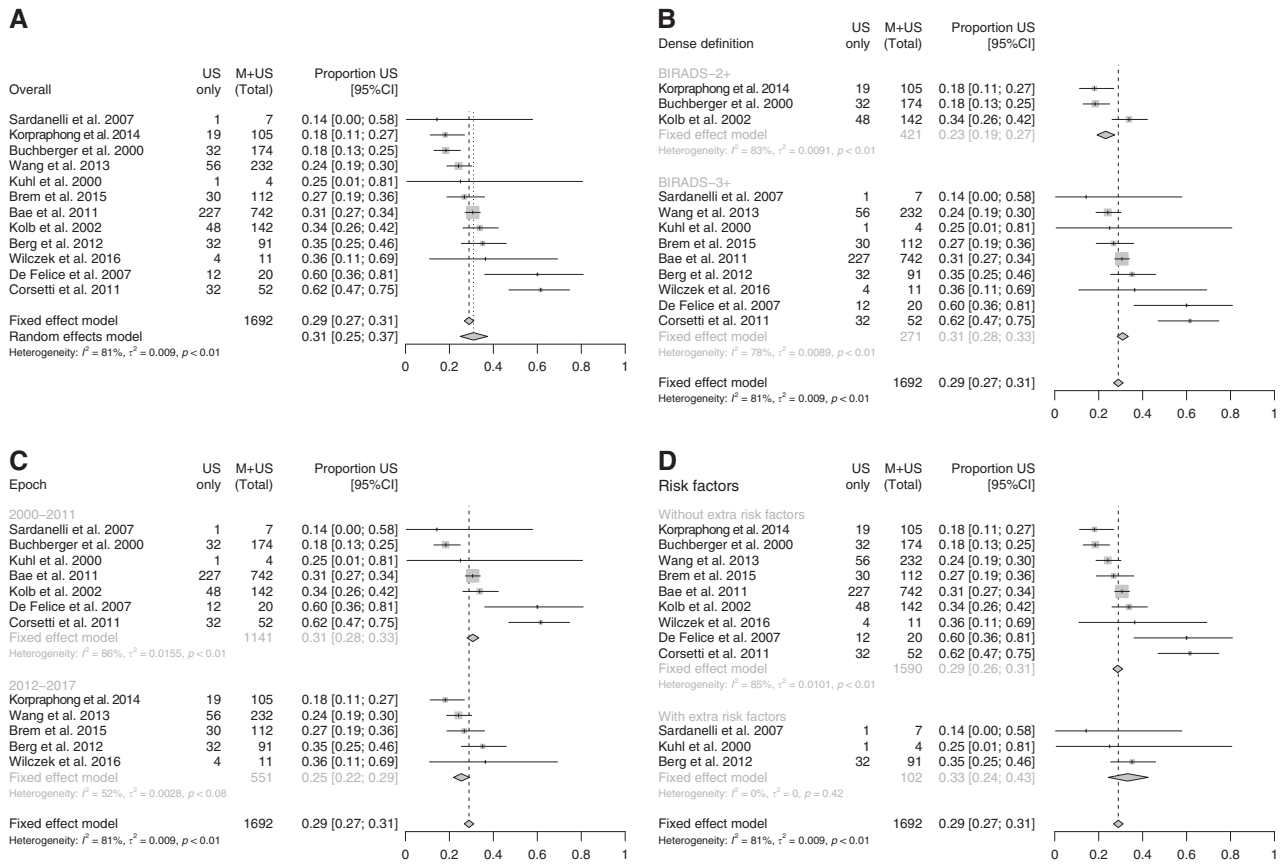 A
US M+US Proportion US
Overall only (Total) [95%CI]
Sardanelli et al. 2007 1 7 0.14 [0.00; 0.58]
Korpraphong et al. 2014 19 105 0.18 [0.11; 0.27]
Buchberger et al. 2000 32 174 0.18 [0.13; 0.25]
Wang et al. 2013 56 232 0.24 [0.19; 0.30]
Kuhl et al. 2000 1 4 0.25 [0.01; 0.81]
Brem et al. 2015 30 112 0.27 [0.19; 0.36]
Bae et al. 2011 227 742 0.31 [0.27; 0.34]
Kolb et al. 2002 48 142 0.34 [0.26; 0.42]
Berg et al. 2012 32 91 0.35 [0.25; 0.46]
Wilczek et al. 2016 4 11 0.36 [0.11; 0.69]
De Felice et al. 2007 12 20 0.60 [0.36; 0.81]
Corsetti et al. 2011 32 52 0.62 [0.47; 0.75]
Fixed effect model 1692 0.29 [0.27; 0.31]
Random effects model 0.31 [0.25; 0.37]
Heterogeneity: I² = 81%, τ² = 0.009, p < 0.01
0 0.2 0.4 0.6 0.8 1
B
US M+US Proportion US
Dense definition only (Total) [95%CI]
BIRADS−2+
Korpraphong et al. 2014 19 105 0.18 [0.11; 0.27]
Buchberger et al. 2000 32 174 0.18 [0.13; 0.25]
Kolb et al. 2002 48 142 0.34 [0.26; 0.42]
Fixed effect model 421 0.23 [0.19; 0.27]
Heterogeneity: I² = 83%, τ² = 0.0091, p < 0.01
BIRADS−3+
Sardanelli et al. 2007 1 7 0.14 [0.00; 0.58]
Wang et al. 2013 56 232 0.24 [0.19; 0.30]
Kuhl et al. 2000 1 4 0.25 [0.01; 0.81]
Brem et al. 2015 30 112 0.27 [0.19; 0.36]
Bae et al. 2011 227 742 0.31 [0.27; 0.34]
Berg et al. 2012 32 91 0.35 [0.25; 0.46]
Wilczek et al. 2016 4 11 0.36 [0.11; 0.69]
De Felice et al. 2007 12 20 0.60 [0.36; 0.81]
Corsetti et al. 2011 32 52 0.62 [0.47; 0.75]
Fixed effect model 271 0.31 [0.28; 0.33]
Heterogeneity: I² = 78%, τ² = 0.0089, p < 0.01
Fixed effect model 1692 0.29 [0.27; 0.31]
Heterogeneity: I² = 81%, τ² = 0.009, p < 0.01
0 0.2 0.4 0.6 0.8 1
C
US M+US Proportion US
Epoch only (Total) [95%CI]
2000−2011
Sardanelli et al. 2007 1 7 0.14 [0.00; 0.58]
Buchberger et al. 2000 32 174 0.18 [0.13; 0.25]
Kuhl et al. 2000 1 4 0.25 [0.01; 0.81]
Bae et al. 2011 227 742 0.31 [0.27; 0.34]
Kolb et al. 2002 48 142 0.34 [0.26; 0.42]
De Felice et al. 2007 12 20 0.60 [0.36; 0.81]
Corsetti et al. 2011 32 52 0.62 [0.47; 0.75]
Fixed effect model 1141 0.31 [0.28; 0.33]
Heterogeneity: I² = 86%, τ² = 0.0155, p < 0.01
2012−2017
Korpraphong et al. 2014 19 105 0.18 [0.11; 0.27]
Wang et al. 2013 56 232 0.24 [0.19; 0.30]
Brem et al. 2015 30 112 0.27 [0.19; 0.36]
Berg et al. 2012 32 91 0.35 [0.25; 0.46]
Wilczek et al. 2016 4 11 0.36 [0.11; 0.69]
Fixed effect model 551 0.25 [0.22; 0.29]
Heterogeneity: I² = 52%, τ² = 0.0028, p < 0.08
Fixed effect model 1692 0.29 [0.27; 0.31]
Heterogeneity: I² = 81%, τ² = 0.009, p < 0.01
0 0.2 0.4 0.6 0.8 1
D
US M+US Proportion US
Risk factors only (Total) [95%CI]
Without extra risk factors
Korpraphong et al. 2014 19 105 0.18 [0.11; 0.27]
Buchberger et al. 2000 32 174 0.18 [0.13; 0.25]
Wang et al. 2013 56 232 0.24 [0.19; 0.30]
Brem et al. 2015 30 112 0.27 [0.19; 0.36]
Bae et al. 2011 227 742 0.31 [0.27; 0.34]
Kolb et al. 2002 48 142 0.34 [0.26; 0.42]
Wilczek et al. 2016 4 11 0.36 [0.11; 0.69]
De Felice et al. 2007 12 20 0.60 [0.36; 0.81]
Corsetti et al. 2011 32 52 0.62 [0.47; 0.75]
Fixed effect model 1590 0.29 [0.26; 0.31]
Heterogeneity: I² = 85%, τ² = 0.0101, p < 0.01
With extra risk factors
Sardanelli et al. 2007 1 7 0.14 [0.00; 0.58]
Kuhl et al. 2000 1 4 0.25 [0.01; 0.81]
Berg et al. 2012 32 91 0.35 [0.25; 0.46]
Fixed effect model 102 0.33 [0.24; 0.43]
Heterogeneity: I² = 0%, τ² = 0, p = 0.42
Fixed effect model 1692 0.29 [0.27; 0.31]
Heterogeneity: I² = 81%, τ² = 0.009, p < 0.01
0 0.2 0.4 0.6 0.8 1